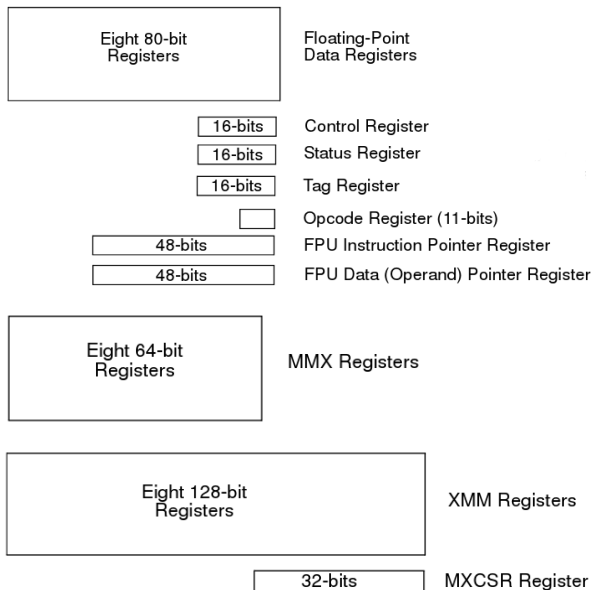 Eight 80-bit
Registers
Floating-Point
Data Registers
16-bits
Control Register
16-bits
Status Register
16-bits
Tag Register
Opcode Register (11-bits)
48-bits
FPU Instruction Pointer Register
48-bits
FPU Data (Operand) Pointer Register
Eight 64-bit
Registers
MMX Registers
Eight 128-bit
Registers
XMM Registers
32-bits
MXCSR Register